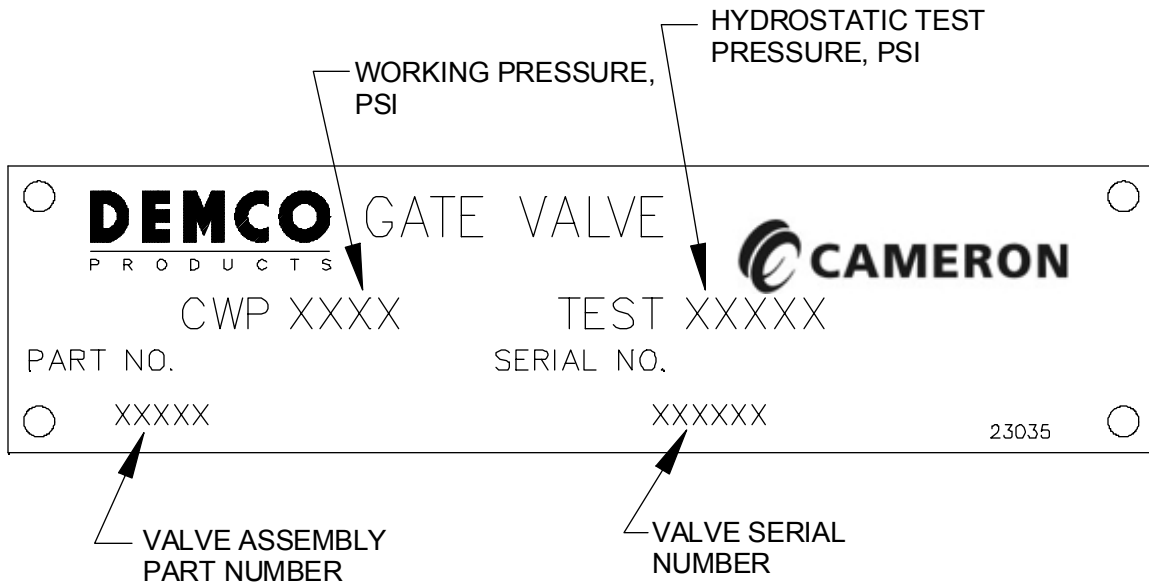 HYDROSTATIC TEST
PRESSURE, PSI
WORKING PRESSURE,
PSI
DEMCO GATE VALVE
PRODUCTS
CAMERON
CWP XXXX TEST XXXXX
PART NO. SERIAL NO.
XXXXX XXXXXX
23035
VALVE ASSEMBLY
PART NUMBER
VALVE SERIAL
NUMBER